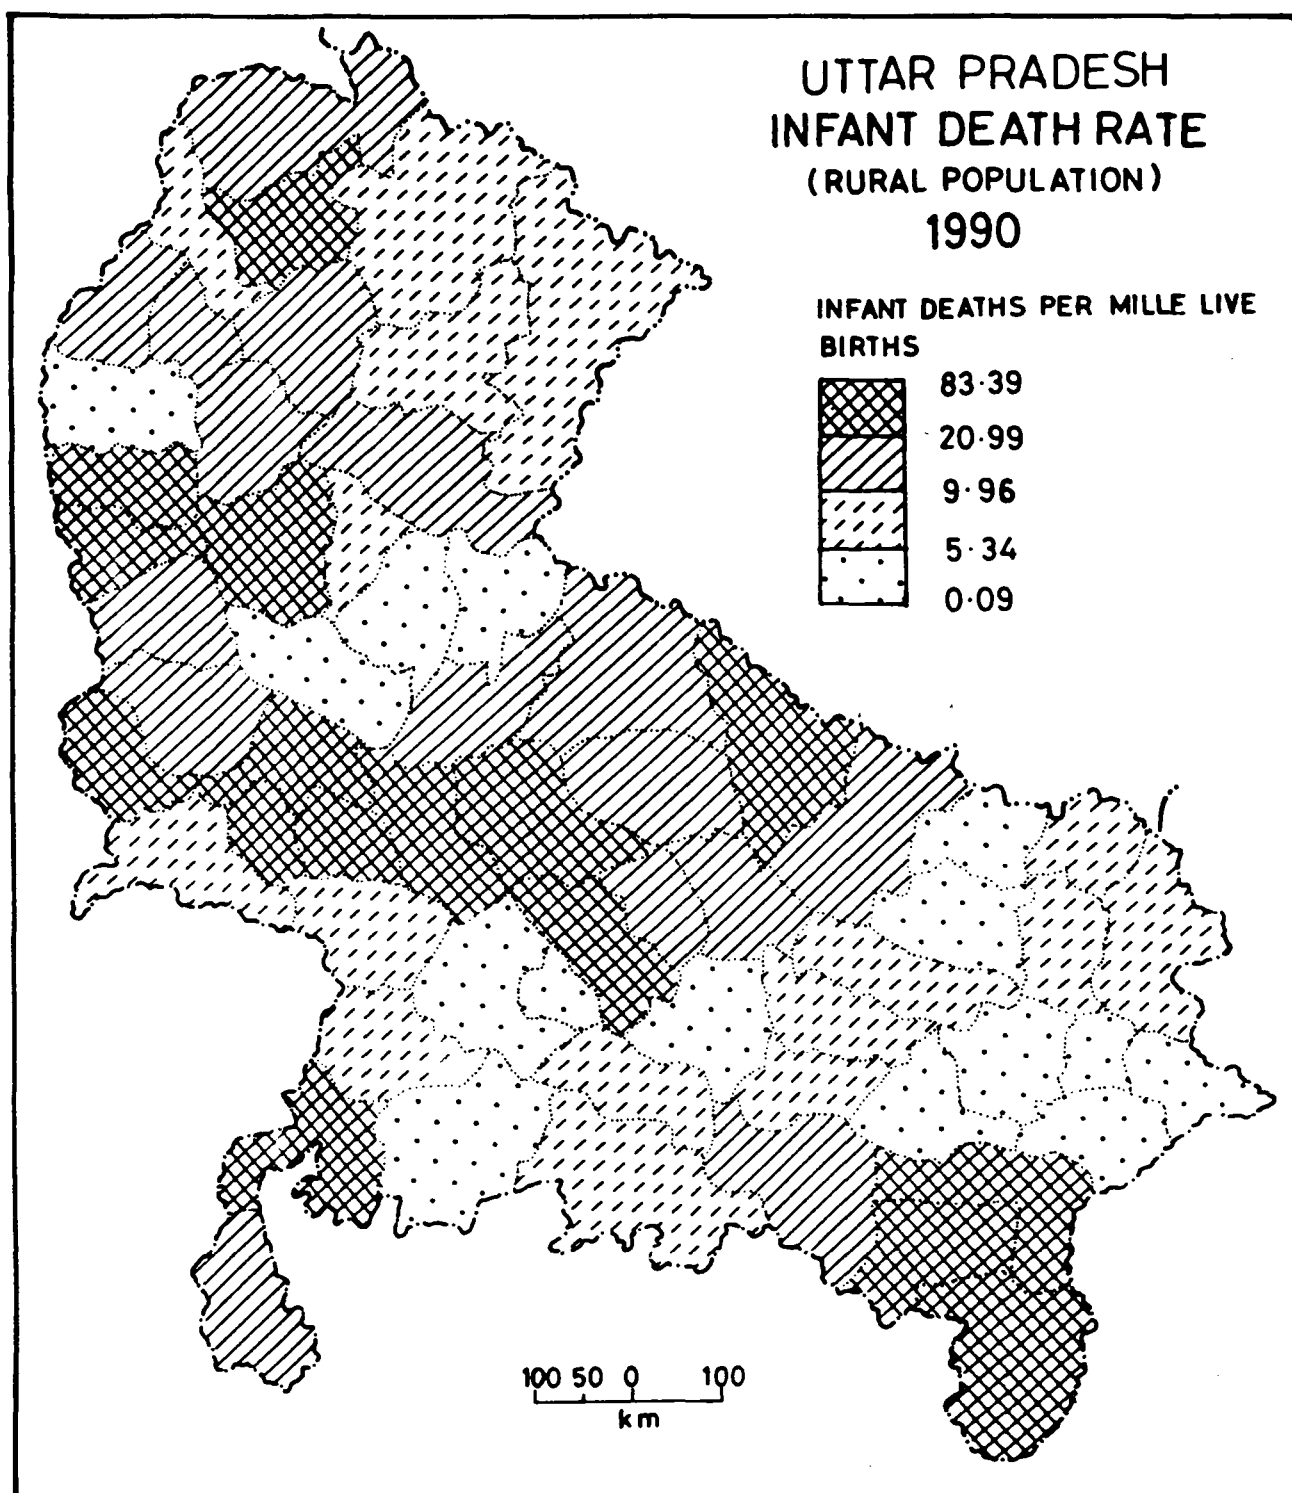 UTTAR PRADESH
INFANT DEATH RATE
(RURAL POPULATION)
1990
INFANT DEATHS PER MILLE LIVE
BIRTHS
83·39
20·99
9·96
5·34
0·09
100 50 0 100
km